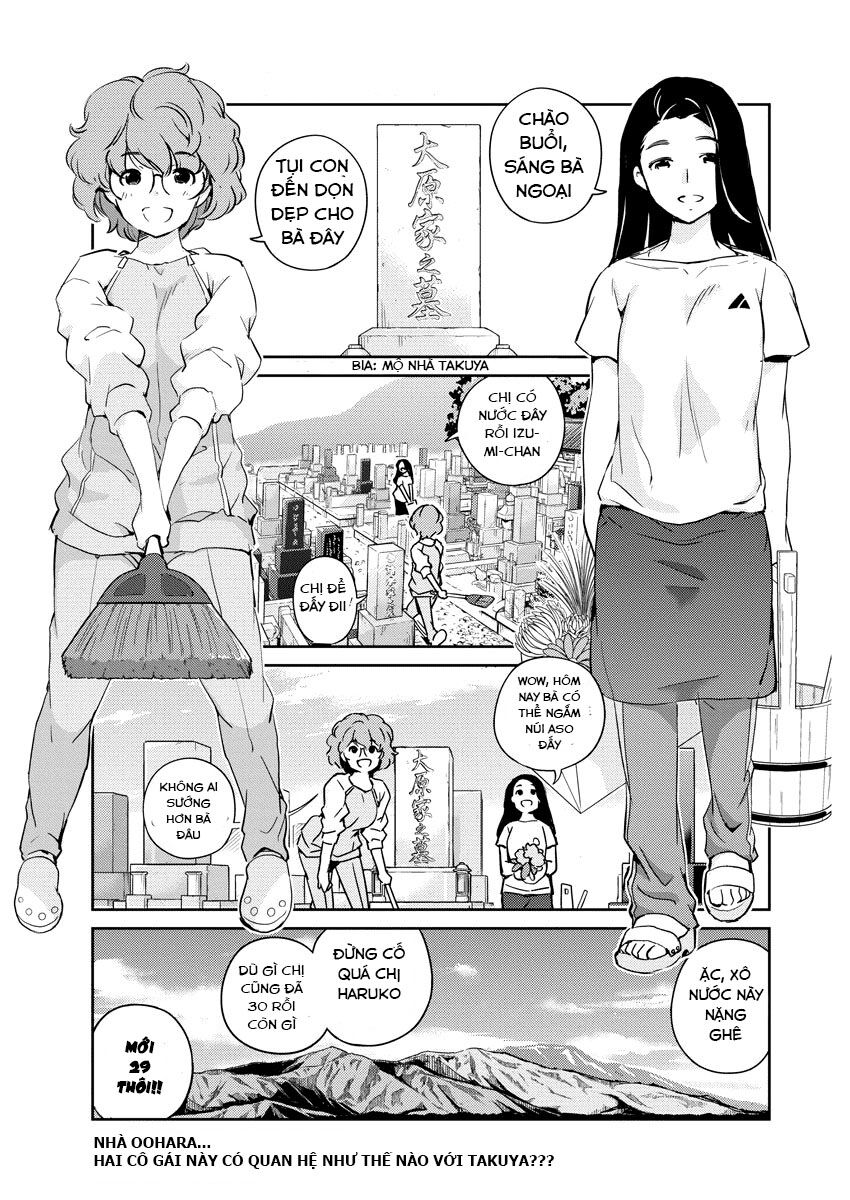 CHÀO
BUỔI,
SÁNG BÀ
NGOẠI
TỤI CON
ĐẾN DỌN
DẸP CHO
BÀ ĐÂY
大原家之墓
BIA: MỘ NHÀ TAKUYA
CHỊ CÓ
NƯỚC ĐÂY
RỒI IZU-
MI-CHAN
CHỊ ĐỂ
ĐẤY ĐII!
WOW, HÔM
NAY BÀ CÓ
THỂ NGẮM
NÚI ASO
ĐẤY
大原家之墓
KHÔNG AI
SƯỚNG
HƠN BÀ
ĐÂU
ẶC, XÔ
NƯỚC NÀY
NẶNG
GHÊ
ĐỪNG CỐ
QUÁ CHỊ
HARUKO
DÙ GÌ CHỊ
CŨNG ĐÃ
30 RỒI
CÒN GÌ
MỚI
29
THÔI!!!
NHÀ OOHARA...
HAI CÔ GÁI NÀY CÓ QUAN HỆ NHƯ THẾ NÀO VỚI TAKUYA???